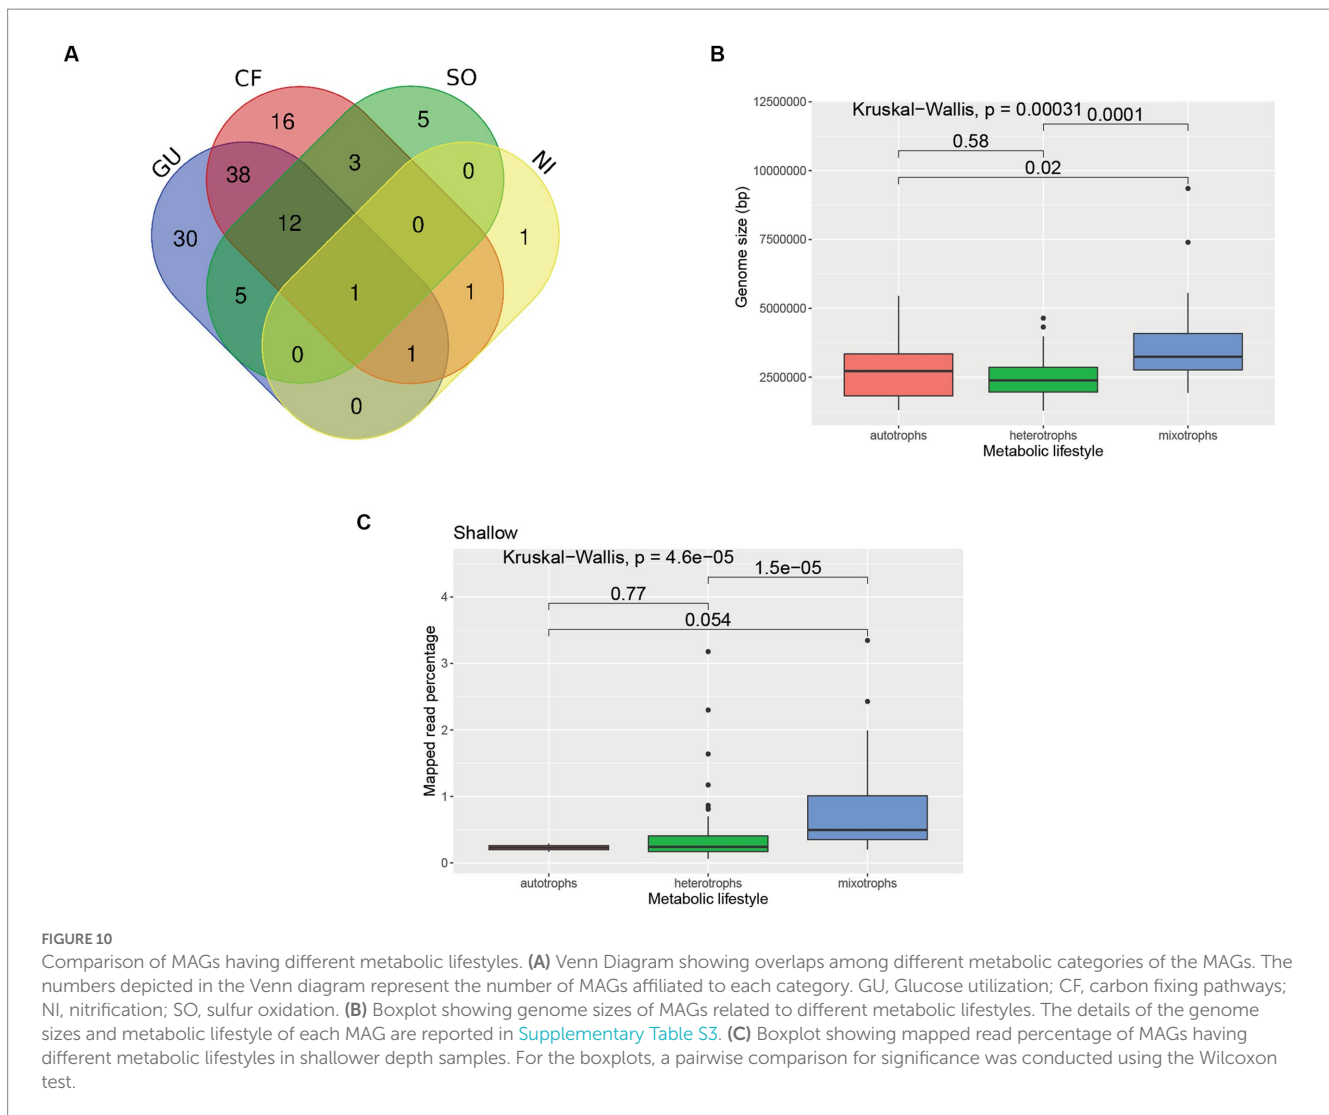 A
CF
SO
GU
NI
16
5
38
3
0
30
12
0
1
5
1
1
0
1
0
B
Kruskal−Wallis, p = 0.00031
0.0001
0.58
0.02
12500000
10000000
7500000
5000000
2500000
Genome size (bp)
autotrophs
heterotrophs
mixotrophs
Metabolic lifestyle
C
Shallow
Kruskal−Wallis, p = 4.6e−05
1.5e−05
0.77
0.054
4
3
2
1
0
Mapped read percentage
autotrophs
heterotrophs
mixotrophs
Metabolic lifestyle
FIGURE 10
Comparison of MAGs having different metabolic lifestyles. (A) Venn Diagram showing overlaps among different metabolic categories of the MAGs. The
numbers depicted in the Venn diagram represent the number of MAGs affiliated to each category. GU, Glucose utilization; CF, carbon fixing pathways;
NI, nitrification; SO, sulfur oxidation. (B) Boxplot showing genome sizes of MAGs related to different metabolic lifestyles. The details of the genome
sizes and metabolic lifestyle of each MAG are reported in Supplementary Table S3. (C) Boxplot showing mapped read percentage of MAGs having
different metabolic lifestyles in shallower depth samples. For the boxplots, a pairwise comparison for significance was conducted using the Wilcoxon
test.